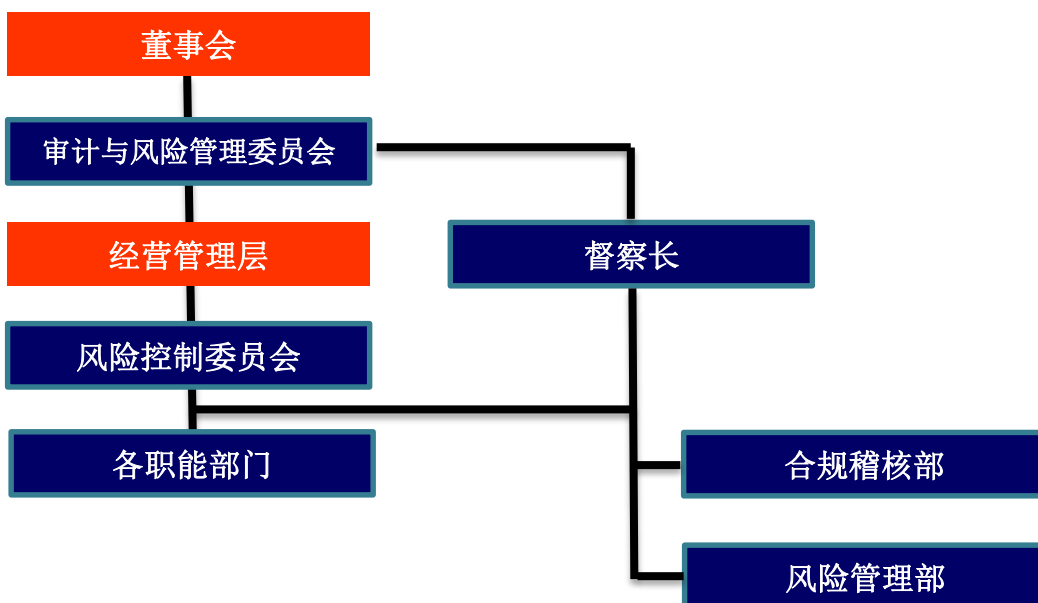 董事会
审计与风险管理委员会
经营管理层
督察长
风险控制委员会
各职能部门
合规稽核部
风险管理部